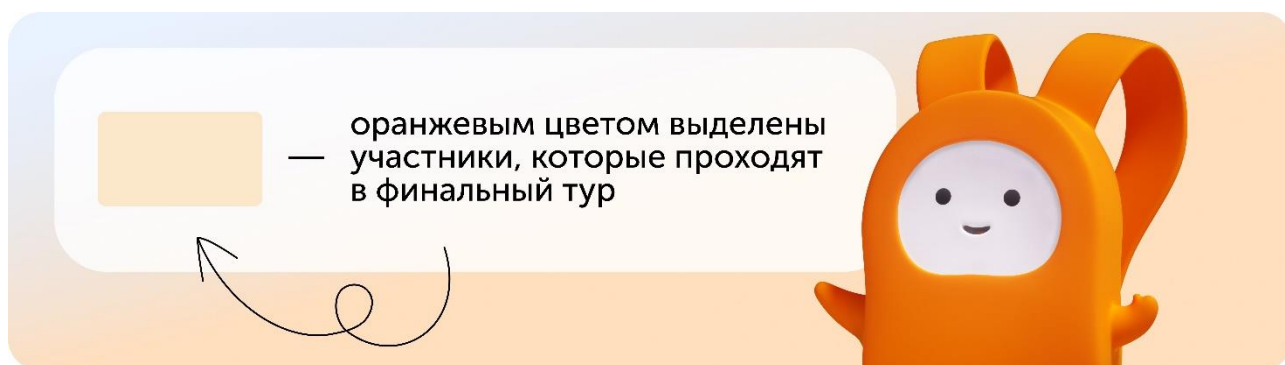 — оранжевым цветом выделены
участники, которые проходят
в финальный тур